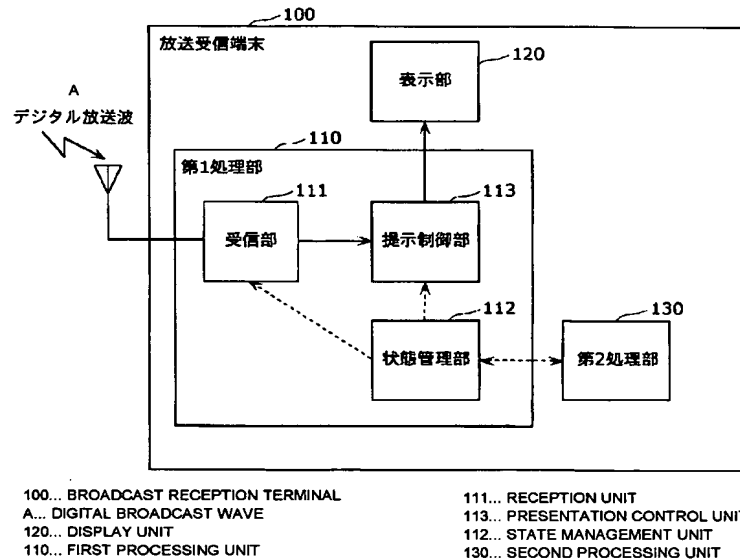 100
放送受信端末
120
表示部
A
デジタル放送波
110
第1処理部
111
受信部
113
提示制御部
112
状態管理部
130
第2処理部
100... BROADCAST RECEPTION TERMINAL
A... DIGITAL BROADCAST WAVE
120... DISPLAY UNIT
110... FIRST PROCESSING UNIT
111... RECEPTION UNIT
113... PRESENTATION CONTROL UNIT
112... STATE MANAGEMENT UNIT
130... SECOND PROCESSING UNIT